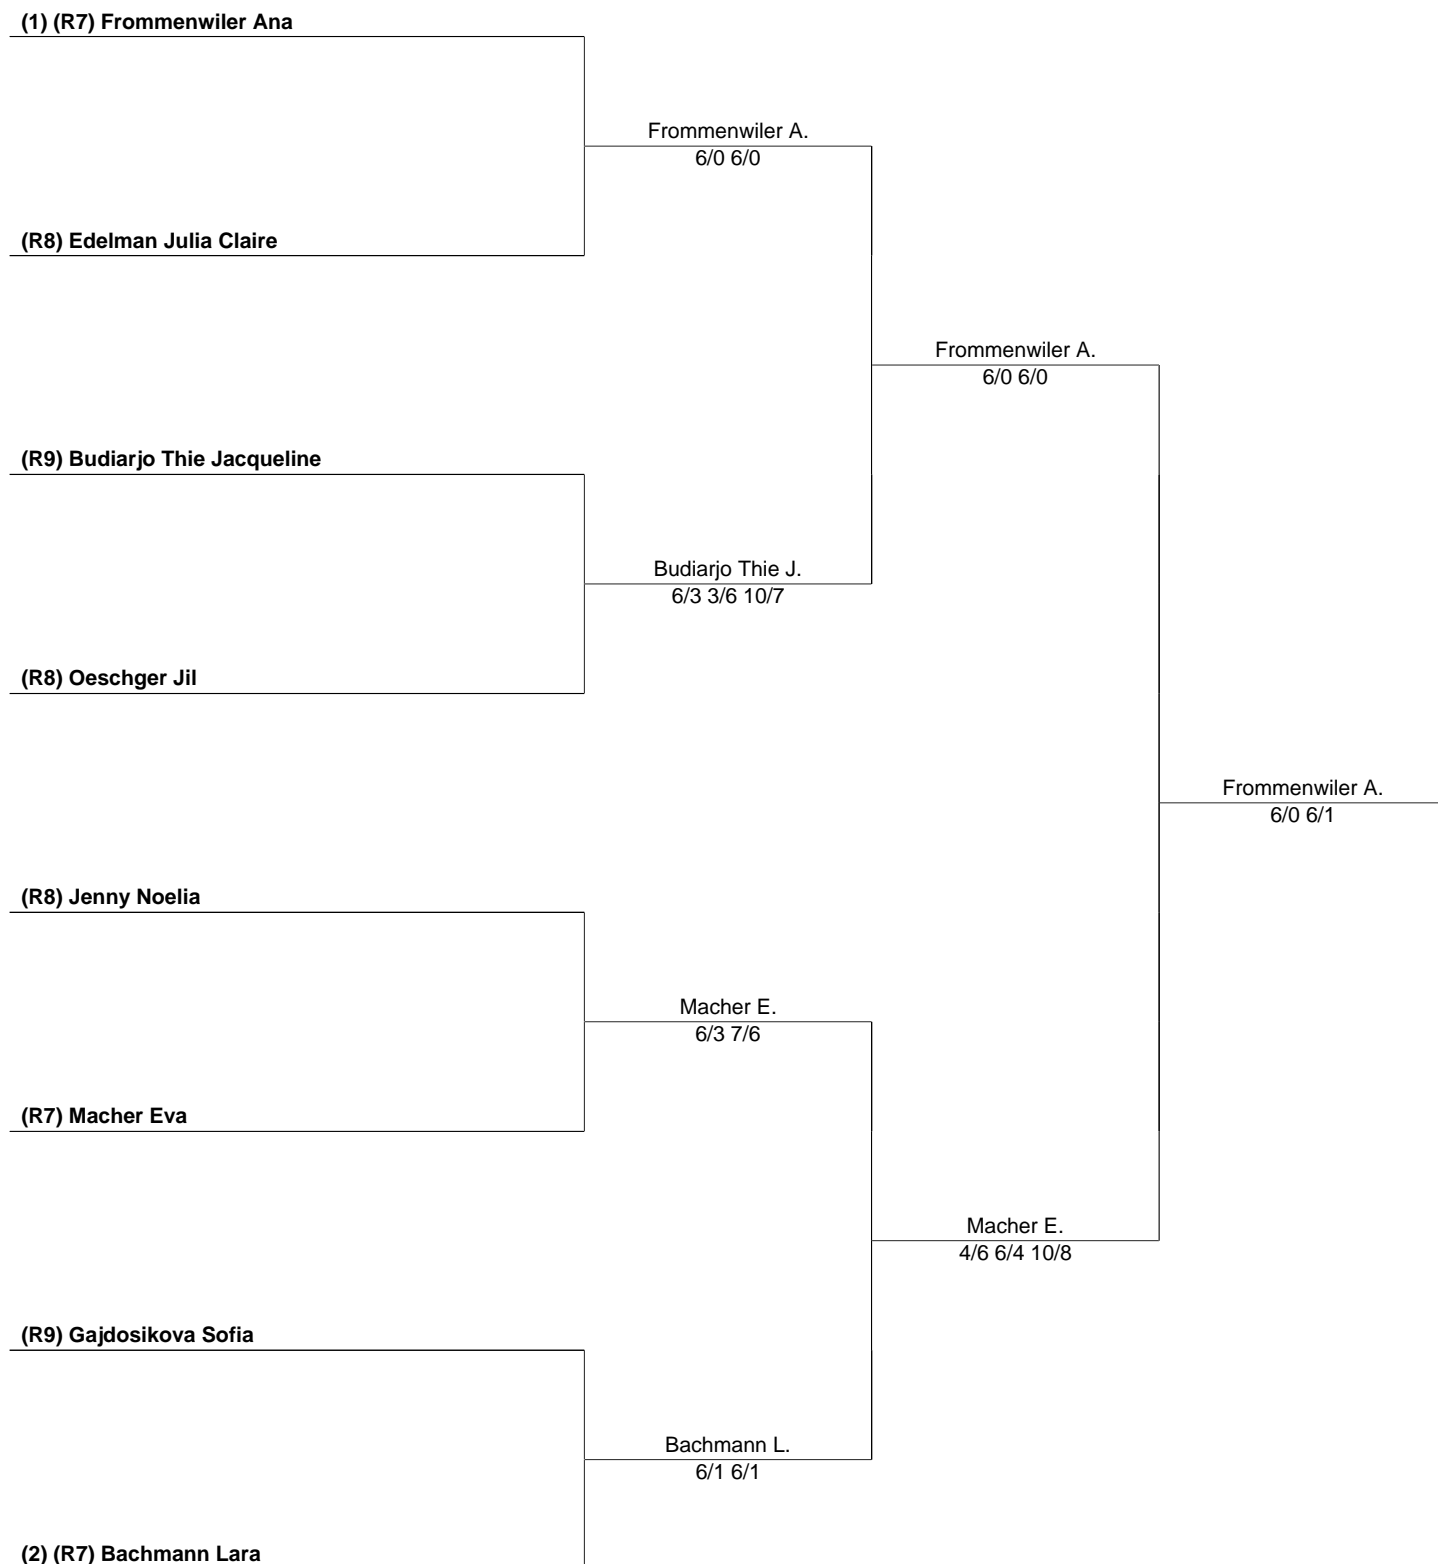 (1) (R7) Frommenwiler Ana
Frommenwiler A.
6/0 6/0
(R8) Edelman Julia Claire
Frommenwiler A.
6/0 6/0
(R9) Budiarjo Thie Jacqueline
Budiarjo Thie J.
6/3 3/6 10/7
(R8) Oeschger Jil
Frommenwiler A.
6/0 6/1
(R8) Jenny Noelia
Macher E.
6/3 7/6
(R7) Macher Eva
Macher E.
4/6 6/4 10/8
(R9) Gajdosikova Sofia
Bachmann L.
6/1 6/1
(2) (R7) Bachmann Lara